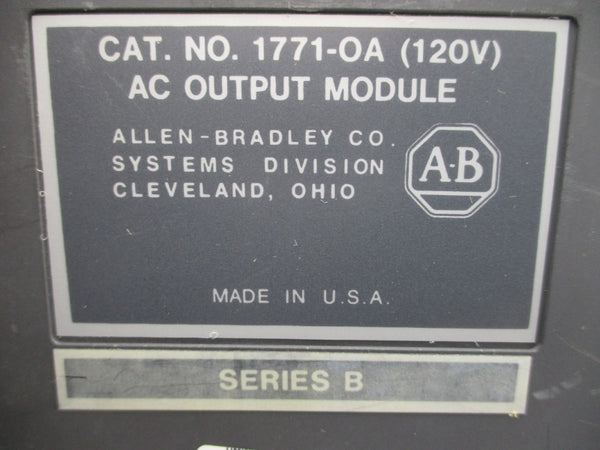 CAT. NO. 1771-OA (120V)
AC OUTPUT MODULE
ALLEN-BRADLEY CO.
SYSTEMS DIVISION
CLEVELAND, OHIO
A-B
MADE IN U.S.A.
SERIES B